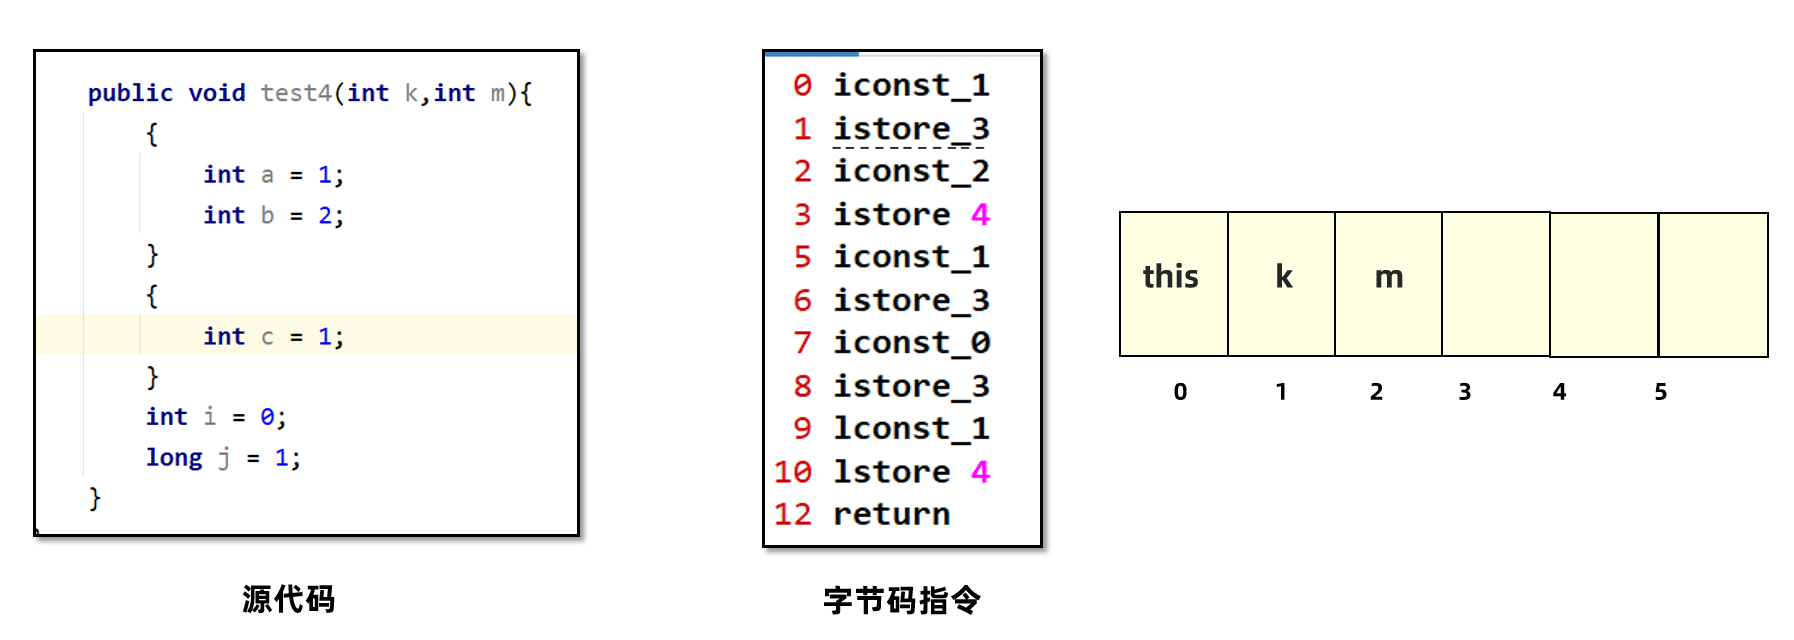 public void test4(int k,int m){
{
int a = 1;
int b = 2;
}
{
int c = 1;
}
int i = 0;
long j = 1;
}
源代码
0 iconst_1
1 istore_3
2 iconst_2
3 istore 4
5 iconst_1
6 istore_3
7 iconst_0
8 istore_3
9 lconst_1
10 lstore 4
12 return
字节码指令
this k m
0 1 2 3 4 5